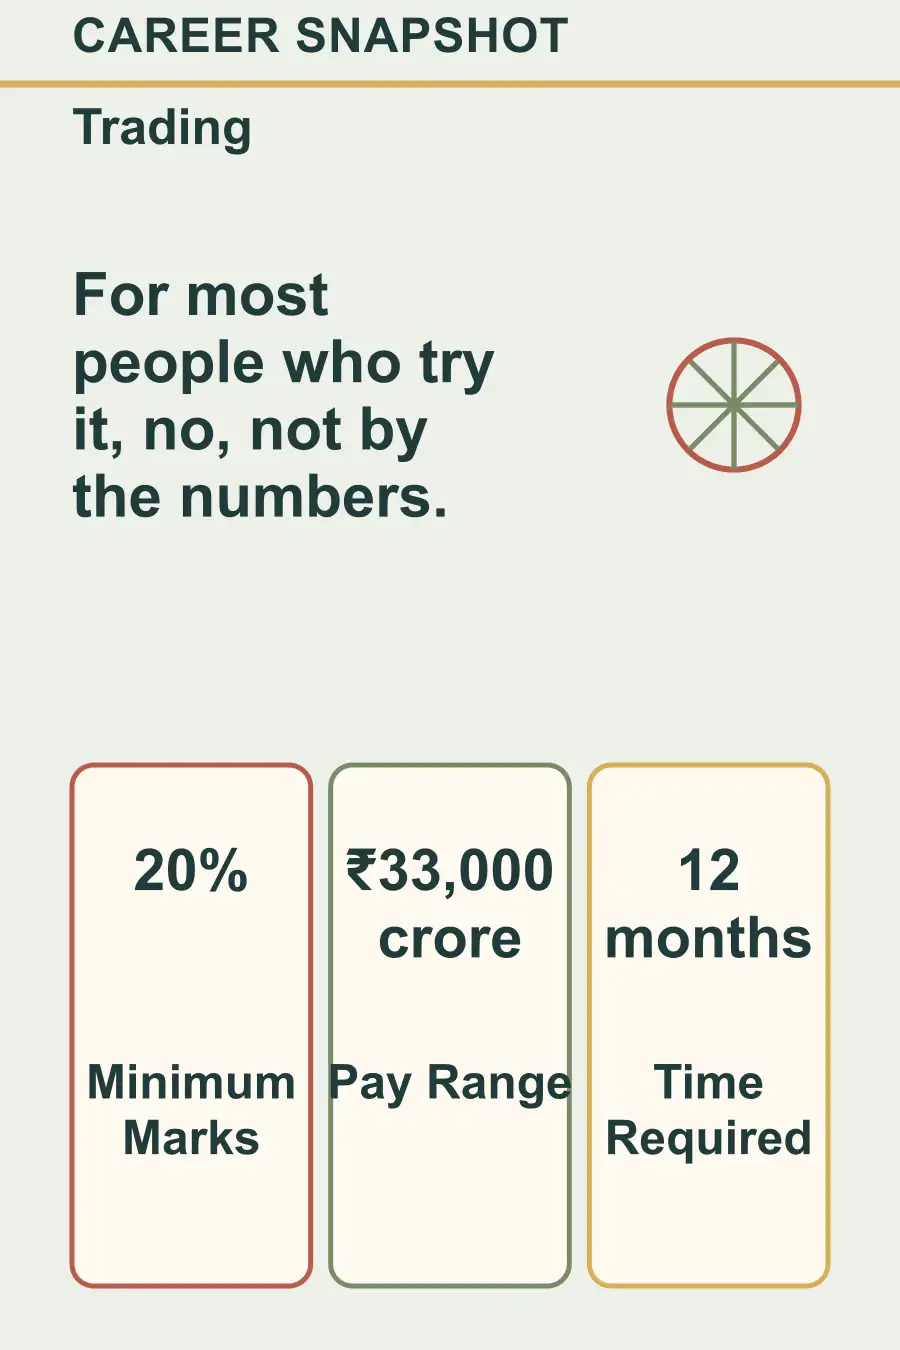 CAREER SNAPSHOT
Trading
For most
people who try
it, no, not by
the numbers.
20%
Minimum
Marks
₹33,000
crore
Pay Range
12
months
Time
Required